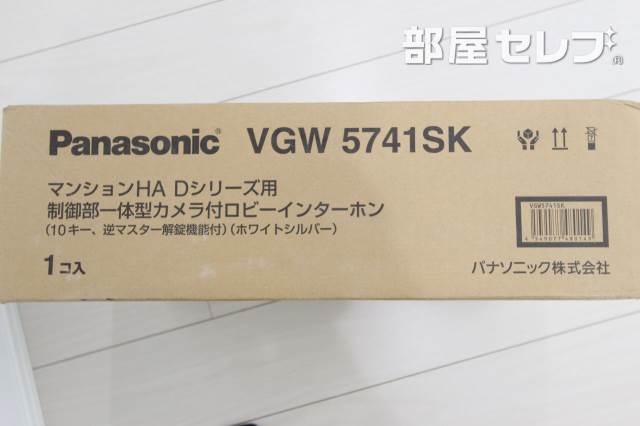 部屋セレブ
Panasonic VGW 5741SK
マンションHA Dシリーズ用
制御部一体型カメラ付ロビーインターホン
(10キー、逆マスター解錠機能付)(ホワイトシルバー)
1コ入
VGW5741SK
パナソニック株式会社